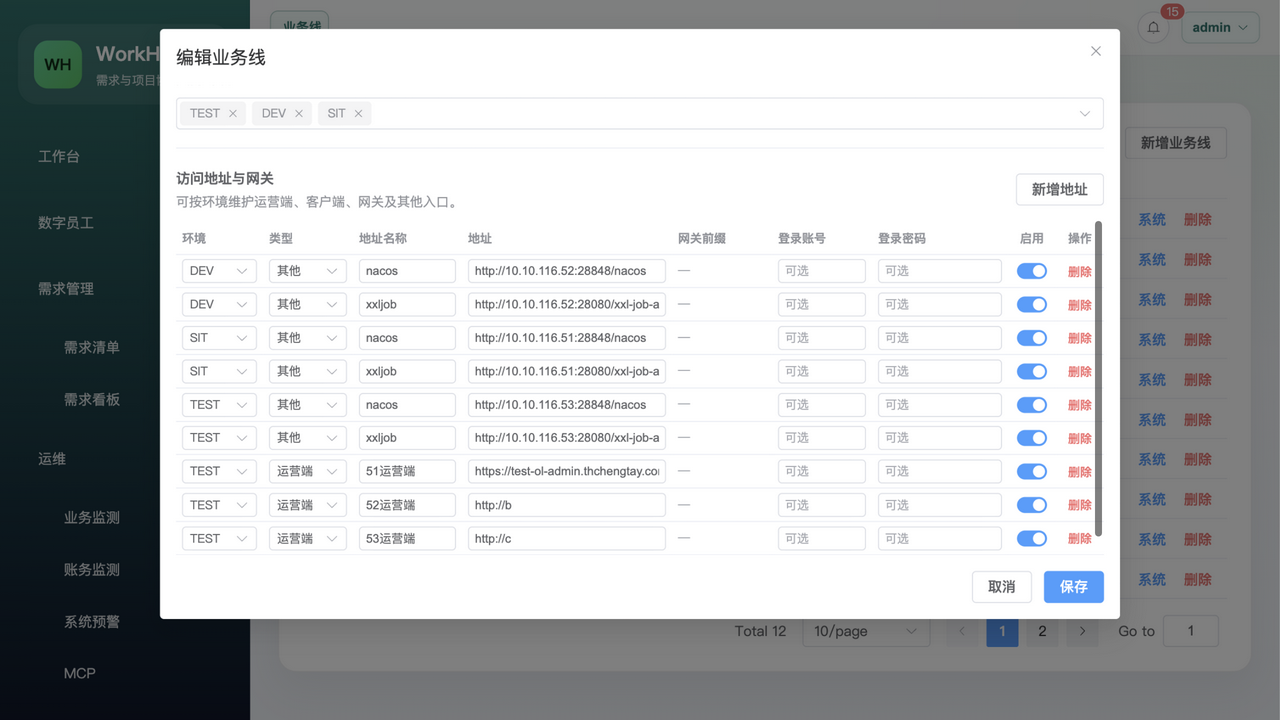 WH
WorkH
需求与项目
工作台
数字员工
需求管理
需求清单
需求看板
运维
业务监测
账务监测
系统预警
MCP
业务线
15
admin
新增业务线
编辑业务线
TEST DEV SIT
访问地址与网关
可按环境维护运营端、客户端、网关及其他入口。
新增地址
环境 类型 地址名称 地址 网关前缀 登录账号 登录密码 启用 操作
DEV 其他 nacos http://10.10.116.52:28848/nacos — 可选 可选 删除
DEV 其他 xxljob http://10.10.116.52:28080/xxl-job-a — 可选 可选 删除
SIT 其他 nacos http://10.10.116.51:28848/nacos — 可选 可选 删除
SIT 其他 xxljob http://10.10.116.51:28080/xxl-job-a — 可选 可选 删除
TEST 其他 nacos http://10.10.116.53:28848/nacos — 可选 可选 删除
TEST 其他 xxljob http://10.10.116.53:28080/xxl-job-a — 可选 可选 删除
TEST 运营端 51运营端 https://test-ol-admin.thchengtay.co — 可选 可选 删除
TEST 运营端 52运营端 http://b — 可选 可选 删除
TEST 运营端 53运营端 http://c — 可选 可选 删除
取消 保存
系统 删除
系统 删除
系统 删除
系统 删除
系统 删除
系统 删除
系统 删除
系统 删除
系统 删除
系统 删除
Total 12 10/page 1 2 Go to 1